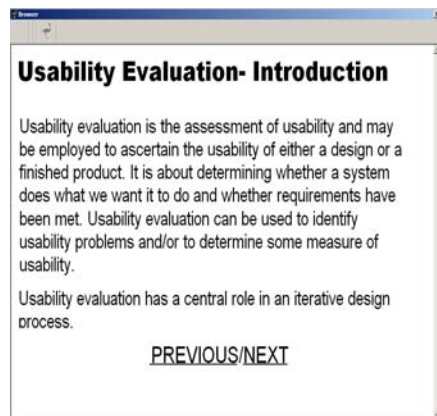 Browser
Usability Evaluation- Introduction
Usability evaluation is the assessment of usability and may
be employed to ascertain the usability of either a design or a
finished product. It is about determining whether a system
does what we want it to do and whether requirements have
been met. Usability evaluation can be used to identify
usability problems and/or to determine some measure of
usability.
Usability evaluation has a central role in an iterative design
process.
PREVIOUS/NEXT